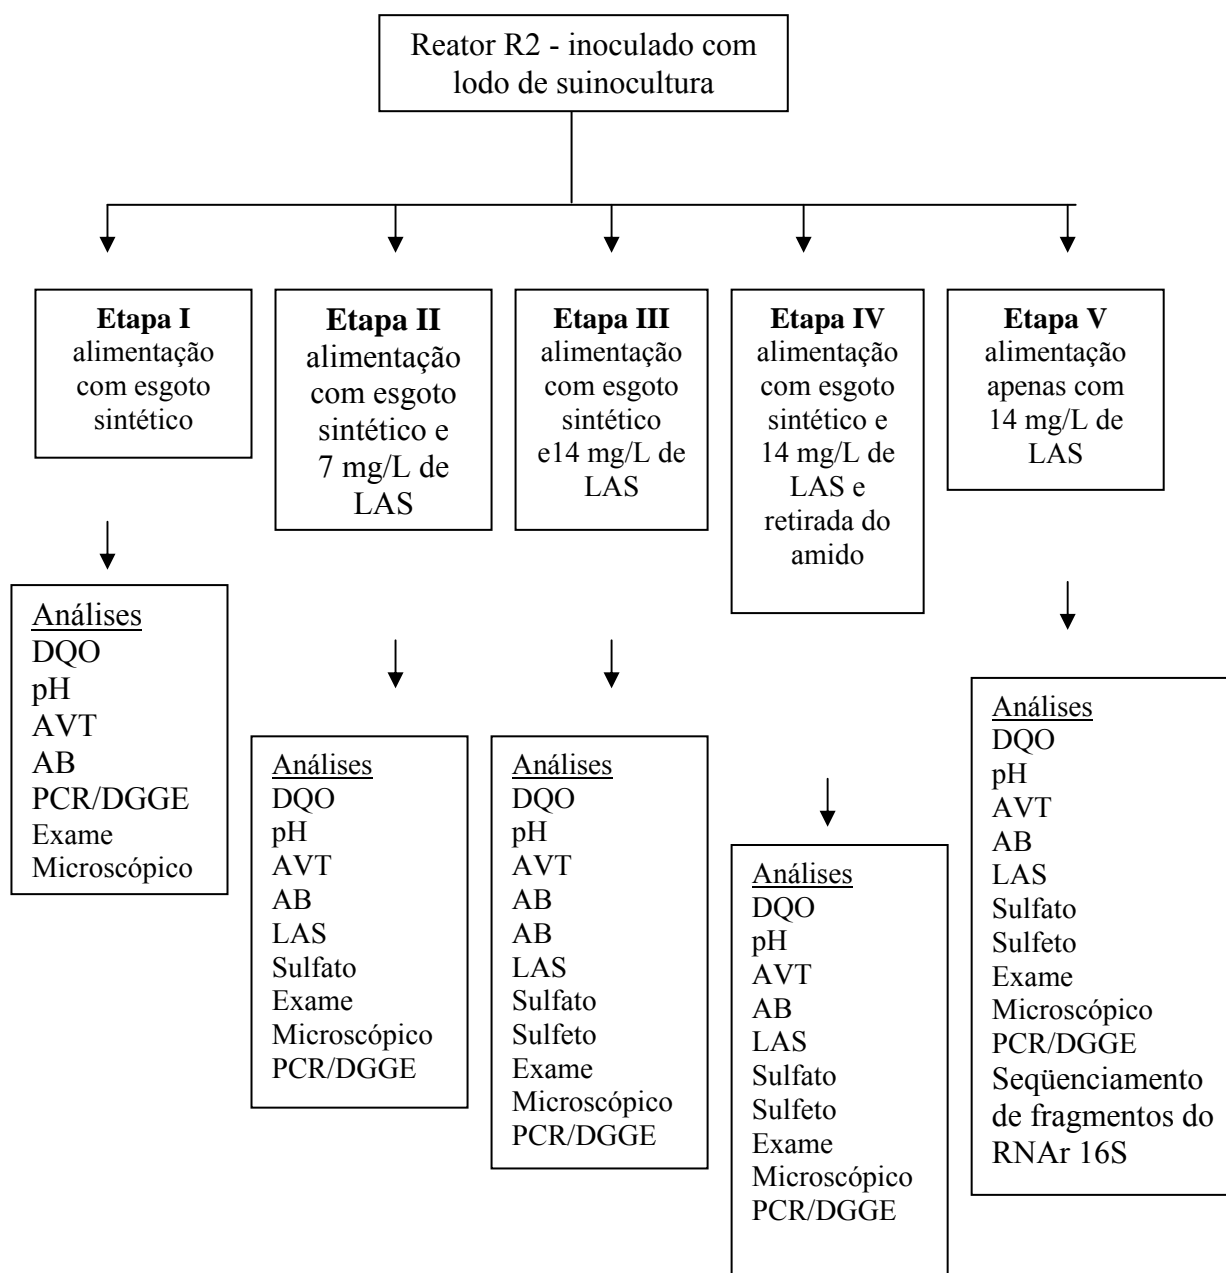 Reator R2 - inoculado com
lodo de suinocultura
Etapa I
alimentação
com esgoto
sintético
Etapa II
alimentação
com esgoto
sintético e
7 mg/L de
LAS
Etapa III
alimentação
com esgoto
sintético
e14 mg/L de
LAS
Etapa IV
alimentação
com esgoto
sintético e
14 mg/L de
LAS e
retirada do
amido
Etapa V
alimentação
apenas com
14 mg/L de
LAS
Análises
DQO
pH
AVT
AB
PCR/DGGE
Exame
Microscópico
Análises
DQO
pH
AVT
AB
LAS
Sulfato
Exame
Microscópico
PCR/DGGE
Análises
DQO
pH
AVT
AB
AB
LAS
Sulfato
Sulfeto
Exame
Microscópico
PCR/DGGE
Análises
DQO
pH
AVT
AB
LAS
Sulfato
Sulfeto
Exame
Microscópico
PCR/DGGE
Análises
DQO
pH
AVT
AB
LAS
Sulfato
Sulfeto
Exame
Microscópico
PCR/DGGE
Seqüenciamento
de fragmentos do
RNAr 16S